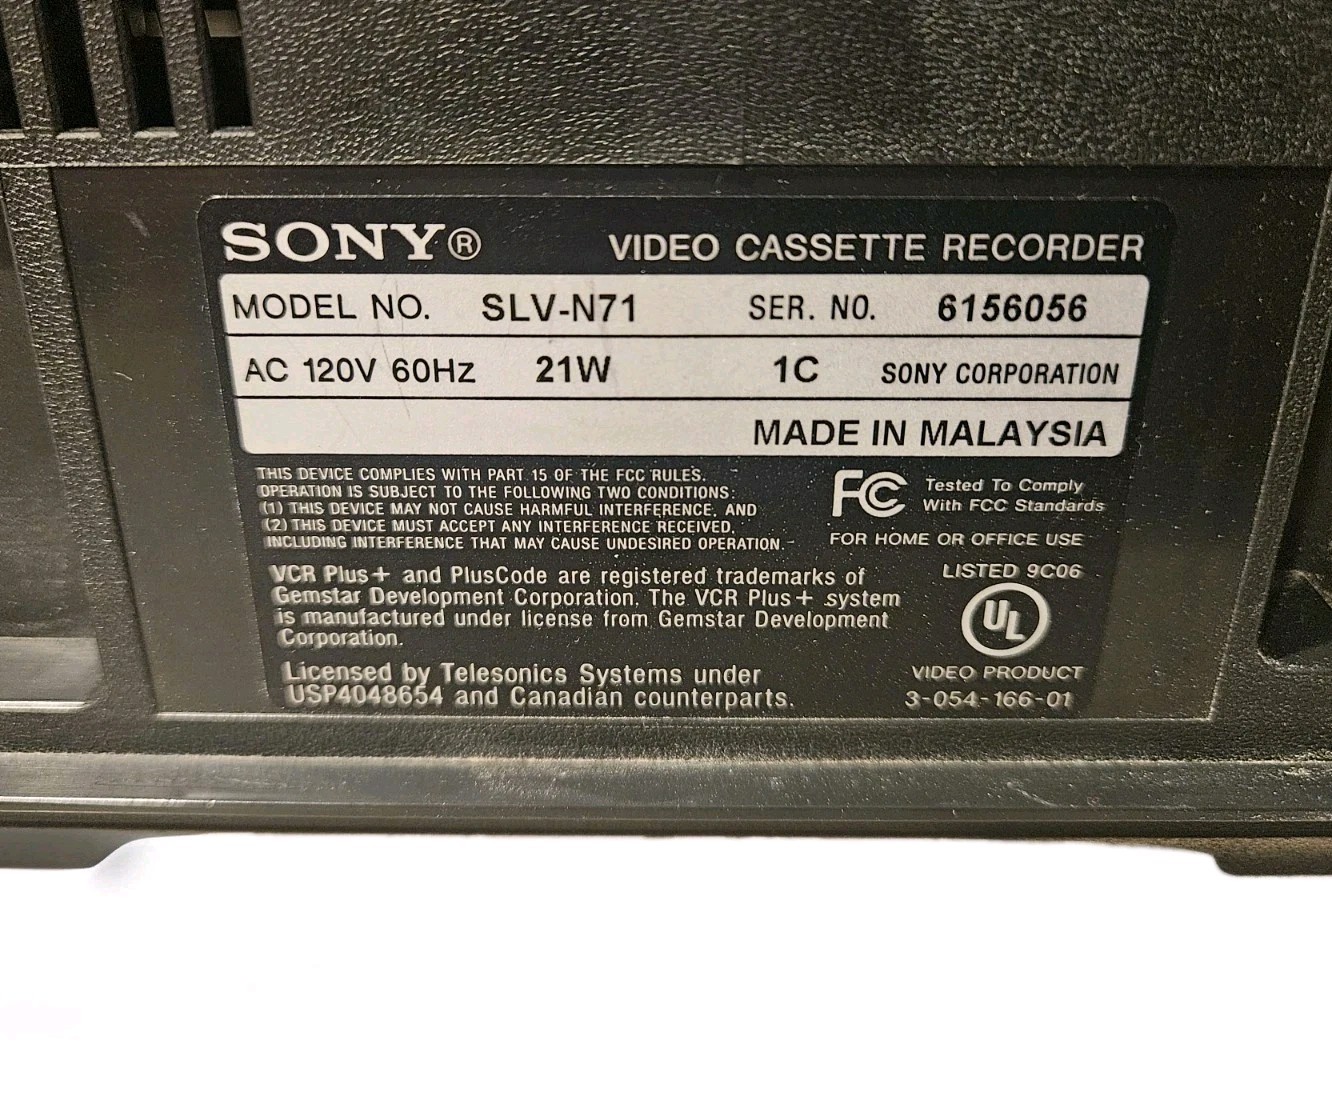 SONY® VIDEO CASSETTE RECORDER
MODEL NO. SLV-N71 SER. NO. 6156056
AC 120V 60Hz 21W 1C SONY CORPORATION
MADE IN MALAYSIA
THIS DEVICE COMPLIES WITH PART 15 OF THE FCC RULES.
OPERATION IS SUBJECT TO THE FOLLOWING TWO CONDITIONS:
(1) THIS DEVICE MAY NOT CAUSE HARMFUL INTERFERENCE, AND
(2) THIS DEVICE MUST ACCEPT ANY INTERFERENCE RECEIVED,
INCLUDING INTERFERENCE THAT MAY CAUSE UNDESIRED OPERATION.
FC Tested To Comply
With FCC Standards
FOR HOME OR OFFICE USE
VCR Plus+ and PlusCode are registered trademarks of
Gemstar Development Corporation. The VCR Plus+ system
is manufactured under license from Gemstar Development
Corporation.
Licensed by Telesonics Systems under
USP4048654 and Canadian counterparts.
LISTED 9C06
UL
VIDEO PRODUCT
3-054-166-01